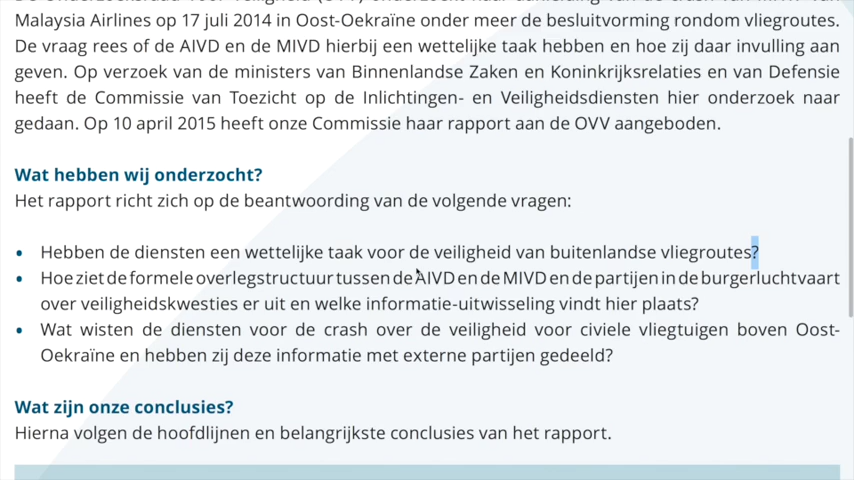 Malaysia Airlines op 17 juli 2014 in Oost-Oekraïne onder meer de besluitvorming rondom vliegroutes.
De vraag rees of de AIVD en de MIVD hierbij een wettelijke taak hebben en hoe zij daar invulling aan
geven. Op verzoek van de ministers van Binnenlandse Zaken en Koninkrijksrelaties en van Defensie
heeft de Commissie van Toezicht op de Inlichtingen- en Veiligheidsdiensten hier onderzoek naar
gedaan. Op 10 april 2015 heeft onze Commissie haar rapport aan de OVV aangeboden.
Wat hebben wij onderzocht?
Het rapport richt zich op de beantwoording van de volgende vragen:
• Hebben de diensten een wettelijke taak voor de veiligheid van buitenlandse vliegroutes?
• Hoe ziet de formele overlegstructuur tussen de AIVD en de MIVD en de partijen in de burgerluchtvaart
over veiligheidskwesties er uit en welke informatie-uitwisseling vindt hier plaats?
• Wat wisten de diensten voor de crash over de veiligheid voor civiele vliegtuigen boven Oost-
Oekraïne en hebben zij deze informatie met externe partijen gedeeld?
Wat zijn onze conclusies?
Hierna volgen de hoofdlijnen en belangrijkste conclusies van het rapport.